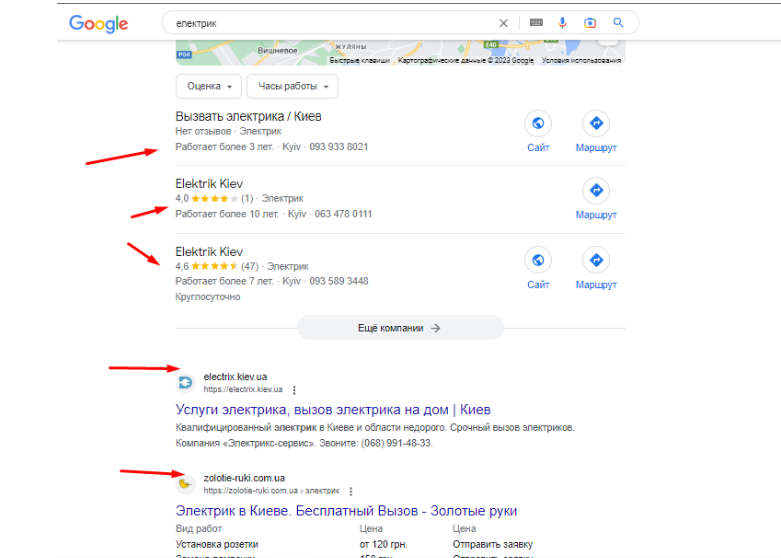 Google
електрик
Р04
Вишневое
ЖУЛЯНЫ
E40
Быстрые клавиши
Картографические данные © 2023 Google
Условия использования
Оценка
Часы работы
Вызвать электрика / Киев
Нет отзывов · Электрик
Работает более 3 лет. · Kyiv · 093 933 8021
Сайт
Маршрут
Elektrik Kiev
4,0 (1) · Электрик
Работает более 10 лет. · Kyiv · 063 478 0111
Маршрут
Elektrik Kiev
4,6 (47) · Электрик
Работает более 7 лет. · Kyiv · 093 589 3448
Круглосуточно
Сайт
Маршрут
Ещё компании →
electrix.kiev.ua
https://electrix.kiev.ua
Услуги электрика, вызов электрика на дом | Киев
Квалифицированный электрик в Киеве и области недорого. Срочный вызов электриков.
Компания «Электрикс-сервис». Звоните: (068) 991-48-33.
zolotie-ruki.com.ua
https://zolotie-ruki.com.ua › электрик
Электрик в Киеве. Бесплатный Вызов - Золотые руки
Вид работ Цена Цена
Установка розетки от 120 грн. Отправить заявку